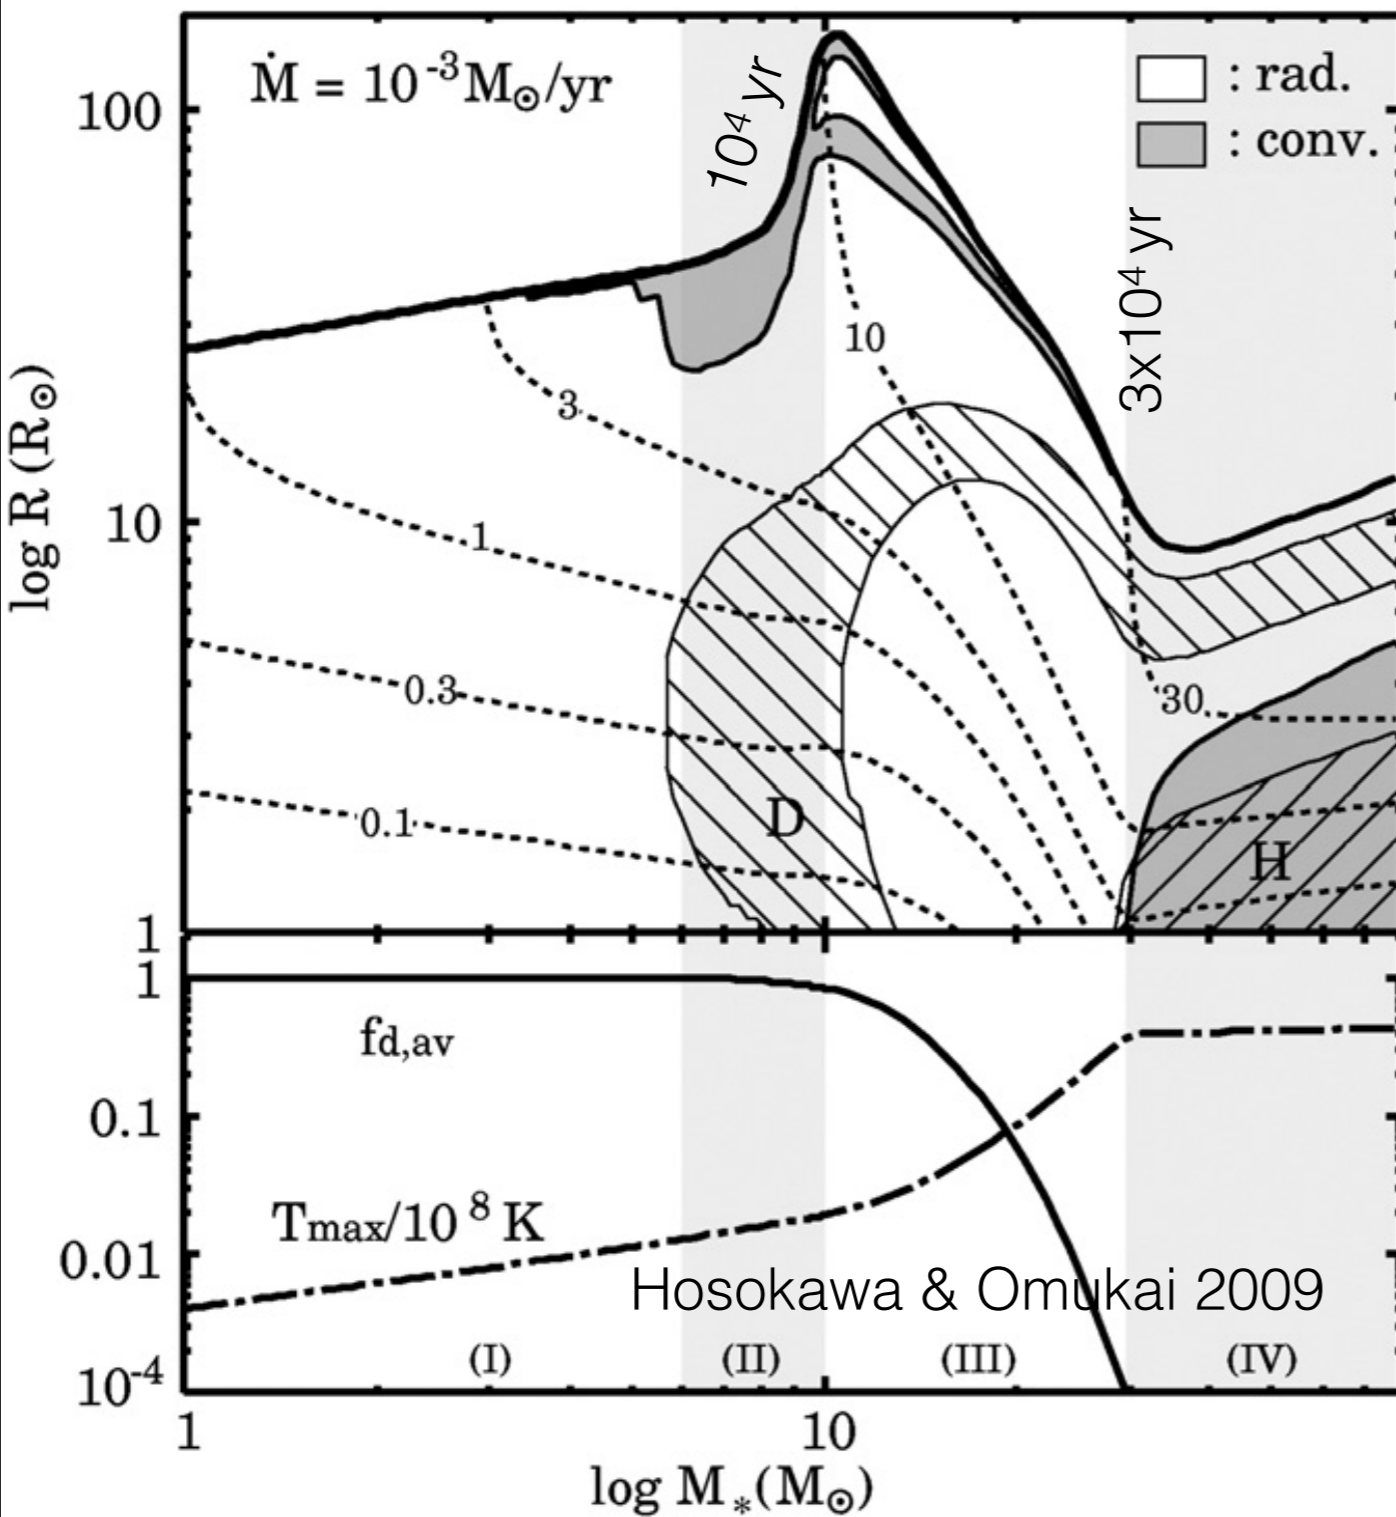 Ṁ = 10⁻³M⊙/yr
10⁴ yr
: rad.
: conv.
3x10⁴ yr
100
10
1
log R (R⊙)
10
3
1
0.3
0.1
30
D
H
1
0.1
0.01
10⁻⁴
fd,av
Tmax/10⁸ K
Hosokawa & Omukai 2009
(I) (II) (III) (IV)
1 10
log M*(M⊙)